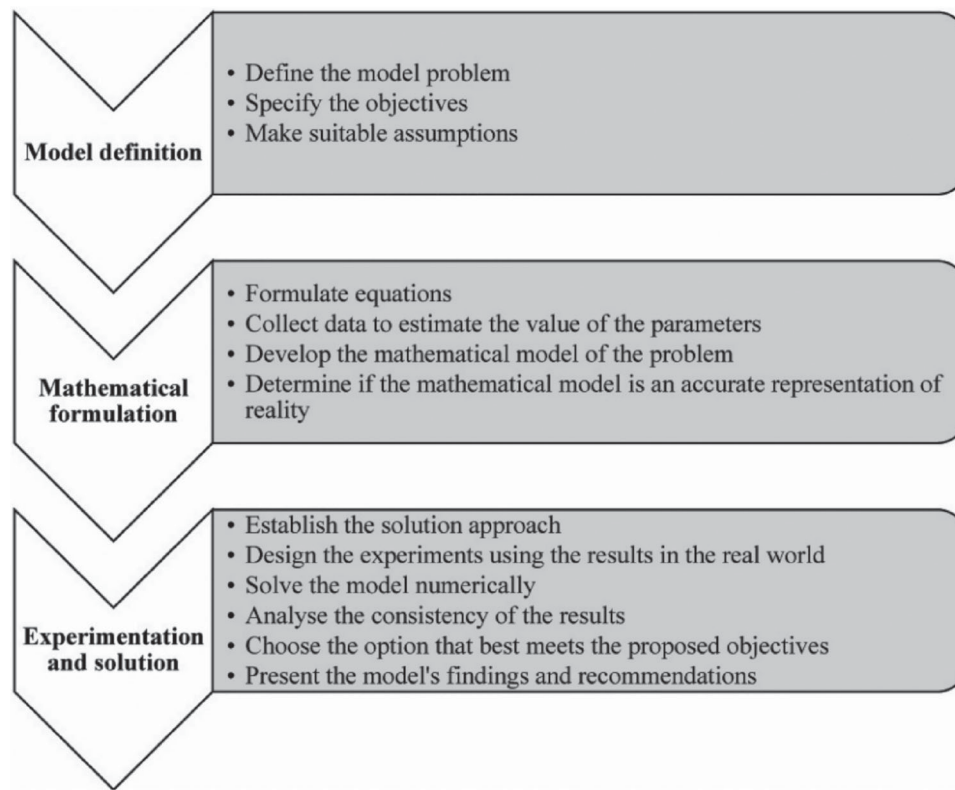 Model definition
• Define the model problem
• Specify the objectives
• Make suitable assumptions
Mathematical
formulation
• Formulate equations
• Collect data to estimate the value of the parameters
• Develop the mathematical model of the problem
• Determine if the mathematical model is an accurate representation of
reality
Experimentation
and solution
• Establish the solution approach
• Design the experiments using the results in the real world
• Solve the model numerically
• Analyse the consistency of the results
• Choose the option that best meets the proposed objectives
• Present the model's findings and recommendations